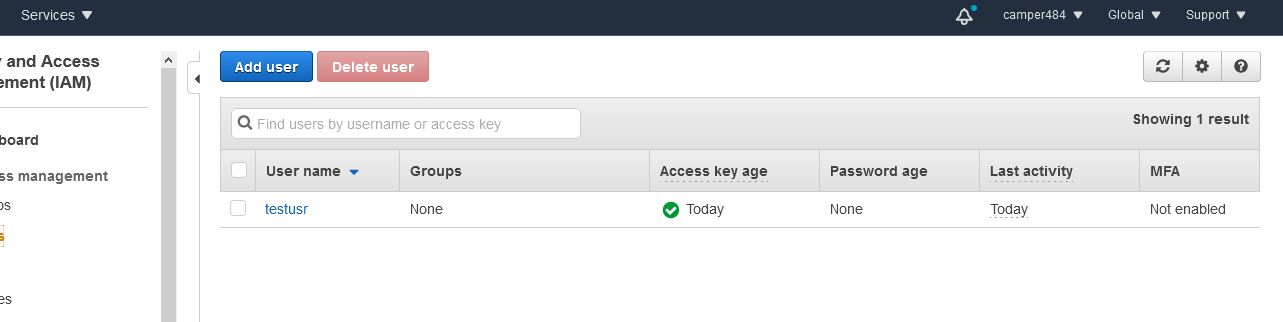 Services
camper484 Global Support
y and Access
ement (IAM)
board
ss management
ps
s
es
Add user Delete user
Find users by username or access key
Showing 1 result
User name Groups Access key age Password age Last activity MFA
testusr None Today None Today Not enabled